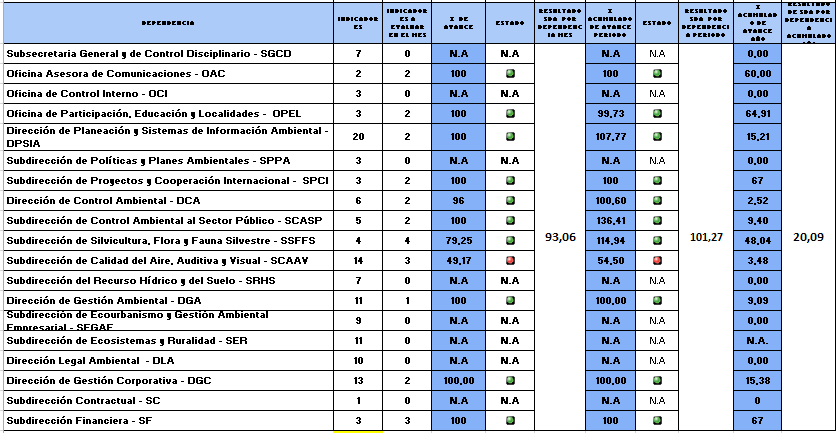 DEPENDENCIA INDICADORES INDICADORES A EVALUAR EN EL MES % DE AVANCE ESTADO RESULTADO SDA POR DEPENDENCIA MES % ACUMULADO DE AVANCE PERIODO ESTADO RESULTADO SDA POR DEPENDENCIA PERIODO % ACUMULADO DE AVANCE AÑO RESULTADO DE SDA POR DEPENDENCIA ACUMULADO
Subsecretaria General y de Control Disciplinario - SGCD 7 0 N.A N.A N.A N.A 0,00
Oficina Asesora de Comunicaciones - OAC 2 2 100 100 60,00
Oficina de Control Interno - OCI 3 0 N.A N.A N.A N.A 0,00
Oficina de Participación, Educación y Localidades - OPEL 3 2 100 99,73 64,91
Dirección de Planeación y Sistemas de Información Ambiental - DPSIA 20 2 100 107,77 15,21
Subdirección de Políticas y Planes Ambientales - SPPA 3 0 N.A N.A N.A N.A 0,00
Subdirección de Proyectos y Cooperación Internacional - SPCI 3 2 100 100 67
Dirección de Control Ambiental - DCA 6 2 96 100,60 2,52
Subdirección de Control Ambiental al Sector Público - SCASP 5 2 100 136,41 9,40
Subdirección de Silvicultura, Flora y Fauna Silvestre - SSFFS 4 4 79,25 93,06 114,94 101,27 48,04 20,09
Subdirección de Calidad del Aire, Auditiva y Visual - SCAAV 14 3 49,17 54,50 3,48
Subdirección del Recurso Hídrico y del Suelo - SRHS 7 0 N.A N.A N.A N.A 0,00
Dirección de Gestión Ambiental - DGA 11 1 100 100,00 9,09
Subdirección de Ecourbanismo y Gestión Ambiental Empresarial - SEGAE 9 0 N.A N.A N.A N.A 0,00
Subdirección de Ecosistemas y Ruralidad - SER 11 0 N.A N.A N.A N.A N.A.
Dirección Legal Ambiental - DLA 10 0 N.A N.A N.A N.A 0,00
Dirección de Gestión Corporativa - DGC 13 2 100,00 100,00 15,38
Subdirección Contractual - SC 1 0 N.A N.A N.A N.A 0
Subdirección Financiera - SF 3 3 100 100 67